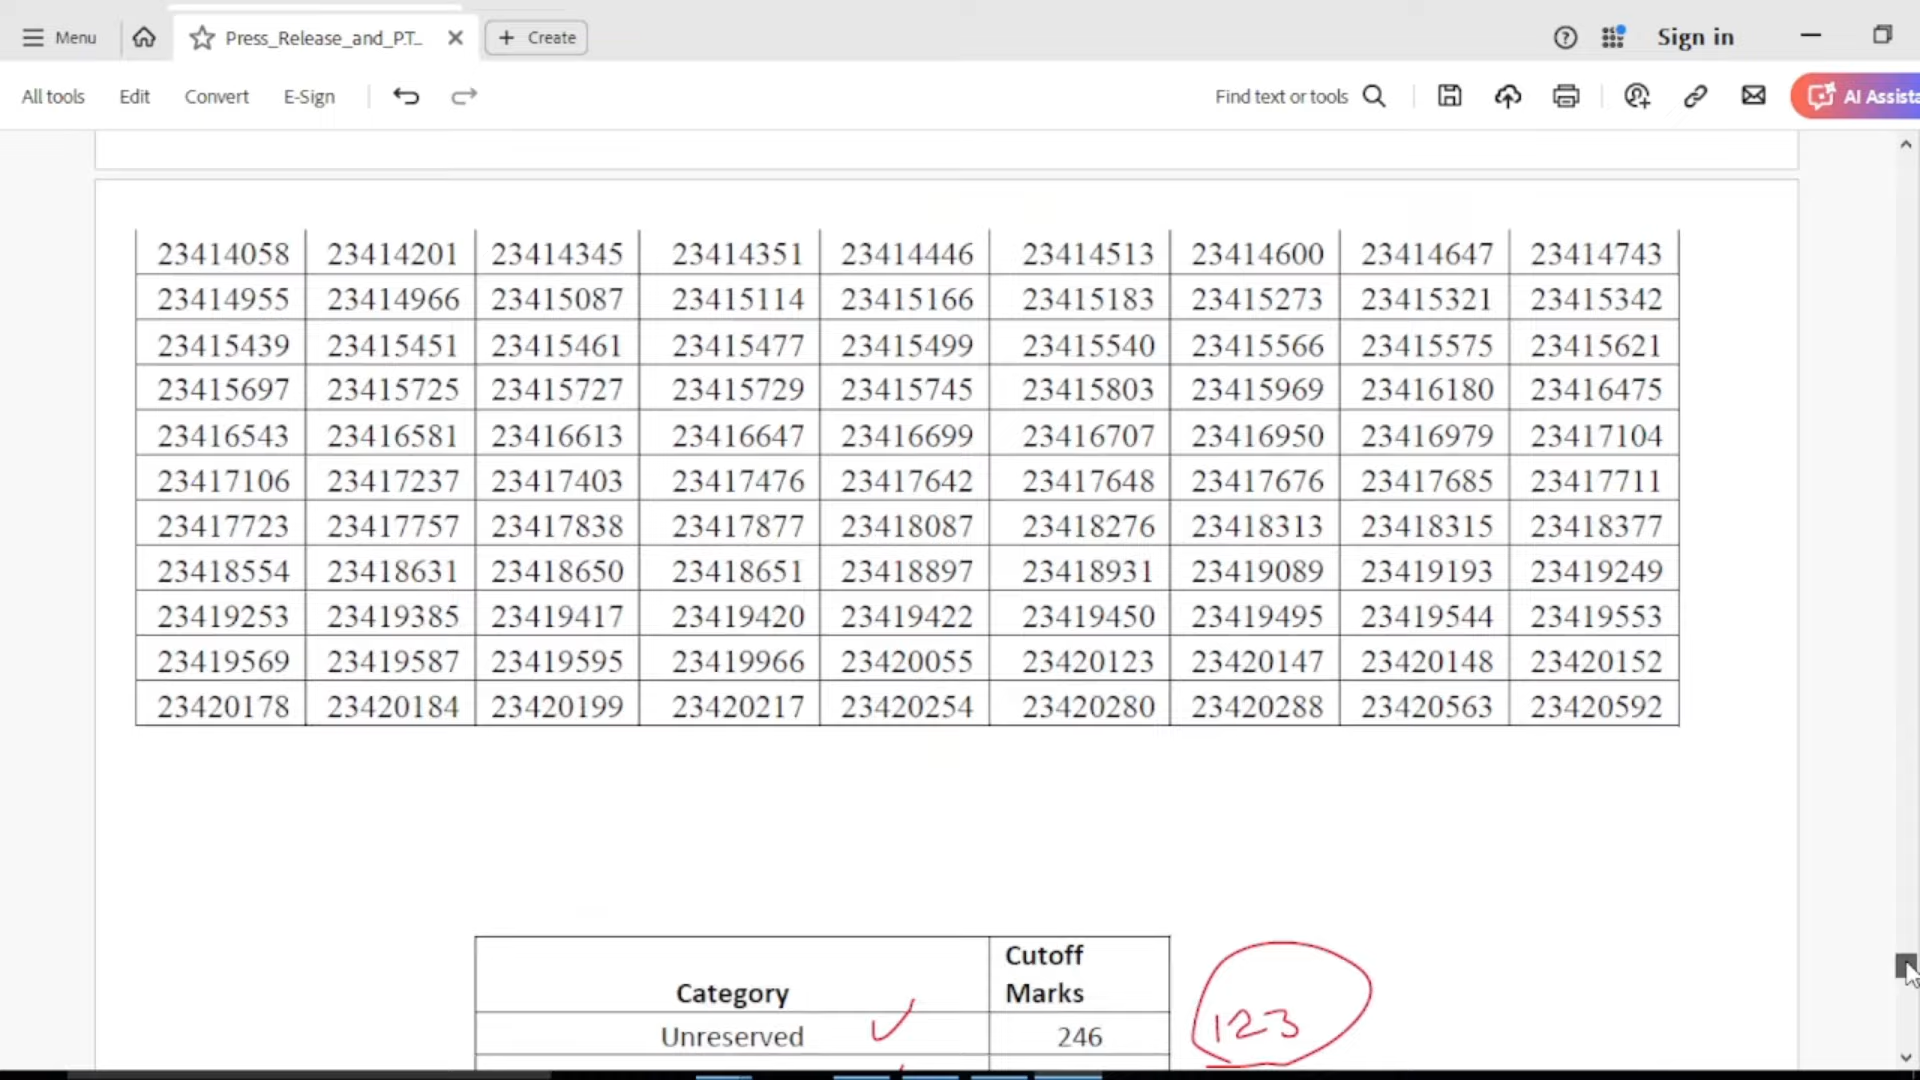 Menu Press_Release_and_P.T... Create Sign in
All tools Edit Convert E-Sign Find text or tools AI Assista
23414058 23414201 23414345 23414351 23414446 23414513 23414600 23414647 23414743
23414955 23414966 23415087 23415114 23415166 23415183 23415273 23415321 23415342
23415439 23415451 23415461 23415477 23415499 23415540 23415566 23415575 23415621
23415697 23415725 23415727 23415729 23415745 23415803 23415969 23416180 23416475
23416543 23416581 23416613 23416647 23416699 23416707 23416950 23416979 23417104
23417106 23417237 23417403 23417476 23417642 23417648 23417676 23417685 23417711
23417723 23417757 23417838 23417877 23418087 23418276 23418313 23418315 23418377
23418554 23418631 23418650 23418651 23418897 23418931 23419089 23419193 23419249
23419253 23419385 23419417 23419420 23419422 23419450 23419495 23419544 23419553
23419569 23419587 23419595 23419966 23420055 23420123 23420147 23420148 23420152
23420178 23420184 23420199 23420217 23420254 23420280 23420288 23420563 23420592
Cutoff
Category Marks
Unreserved 246 123